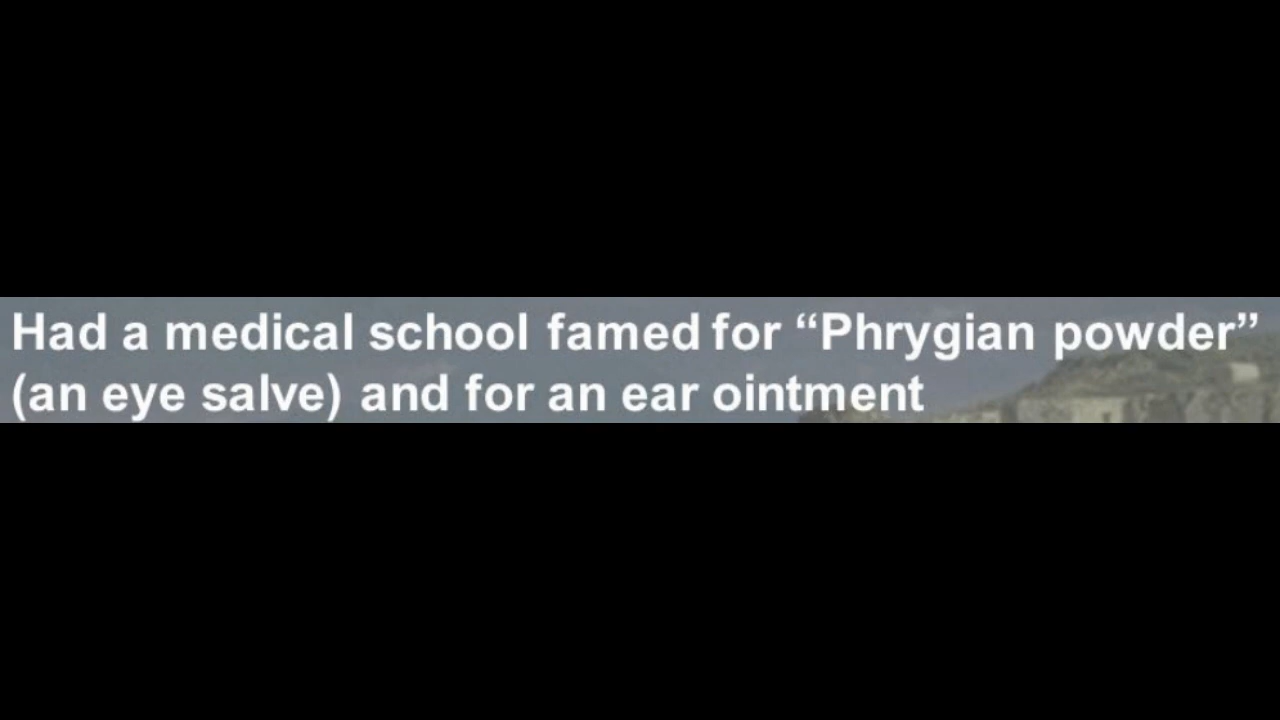 Had a medical school famed for “Phrygian powder”
(an eye salve) and for an ear ointment